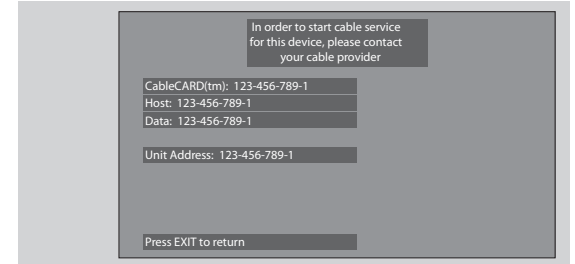 In order to start cable service
for this device, please contact
your cable provider
CableCARD(tm): 123-456-789-1
Host: 123-456-789-1
Data: 123-456-789-1
Unit Address: 123-456-789-1
Press EXIT to return